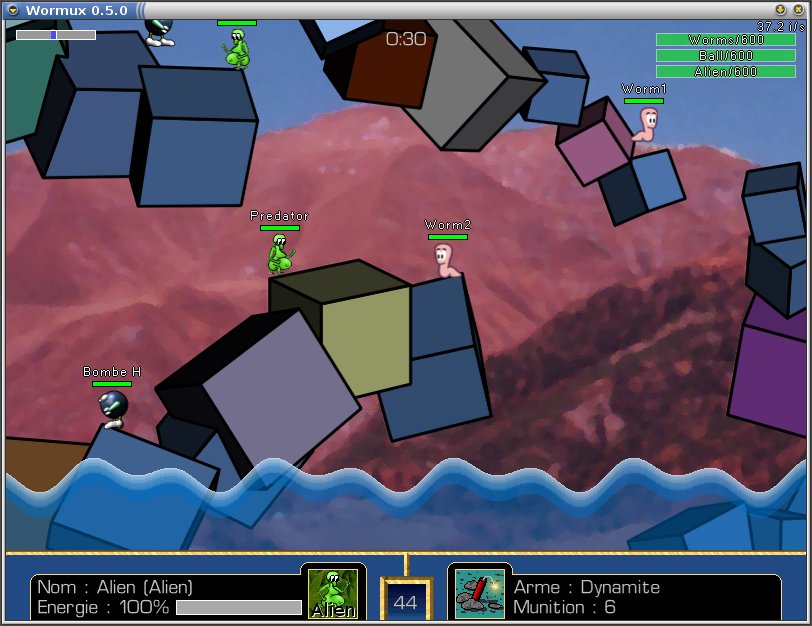 Wormux 0.5.0
37.2 i/s
0:30
Worms/600
Ball/600
Alien/600
Worm1
Predator
Worm2
Bombe H
Nom : Alien (Alien)
Energie : 100%
Alien
44
Arme : Dynamite
Munition : 6